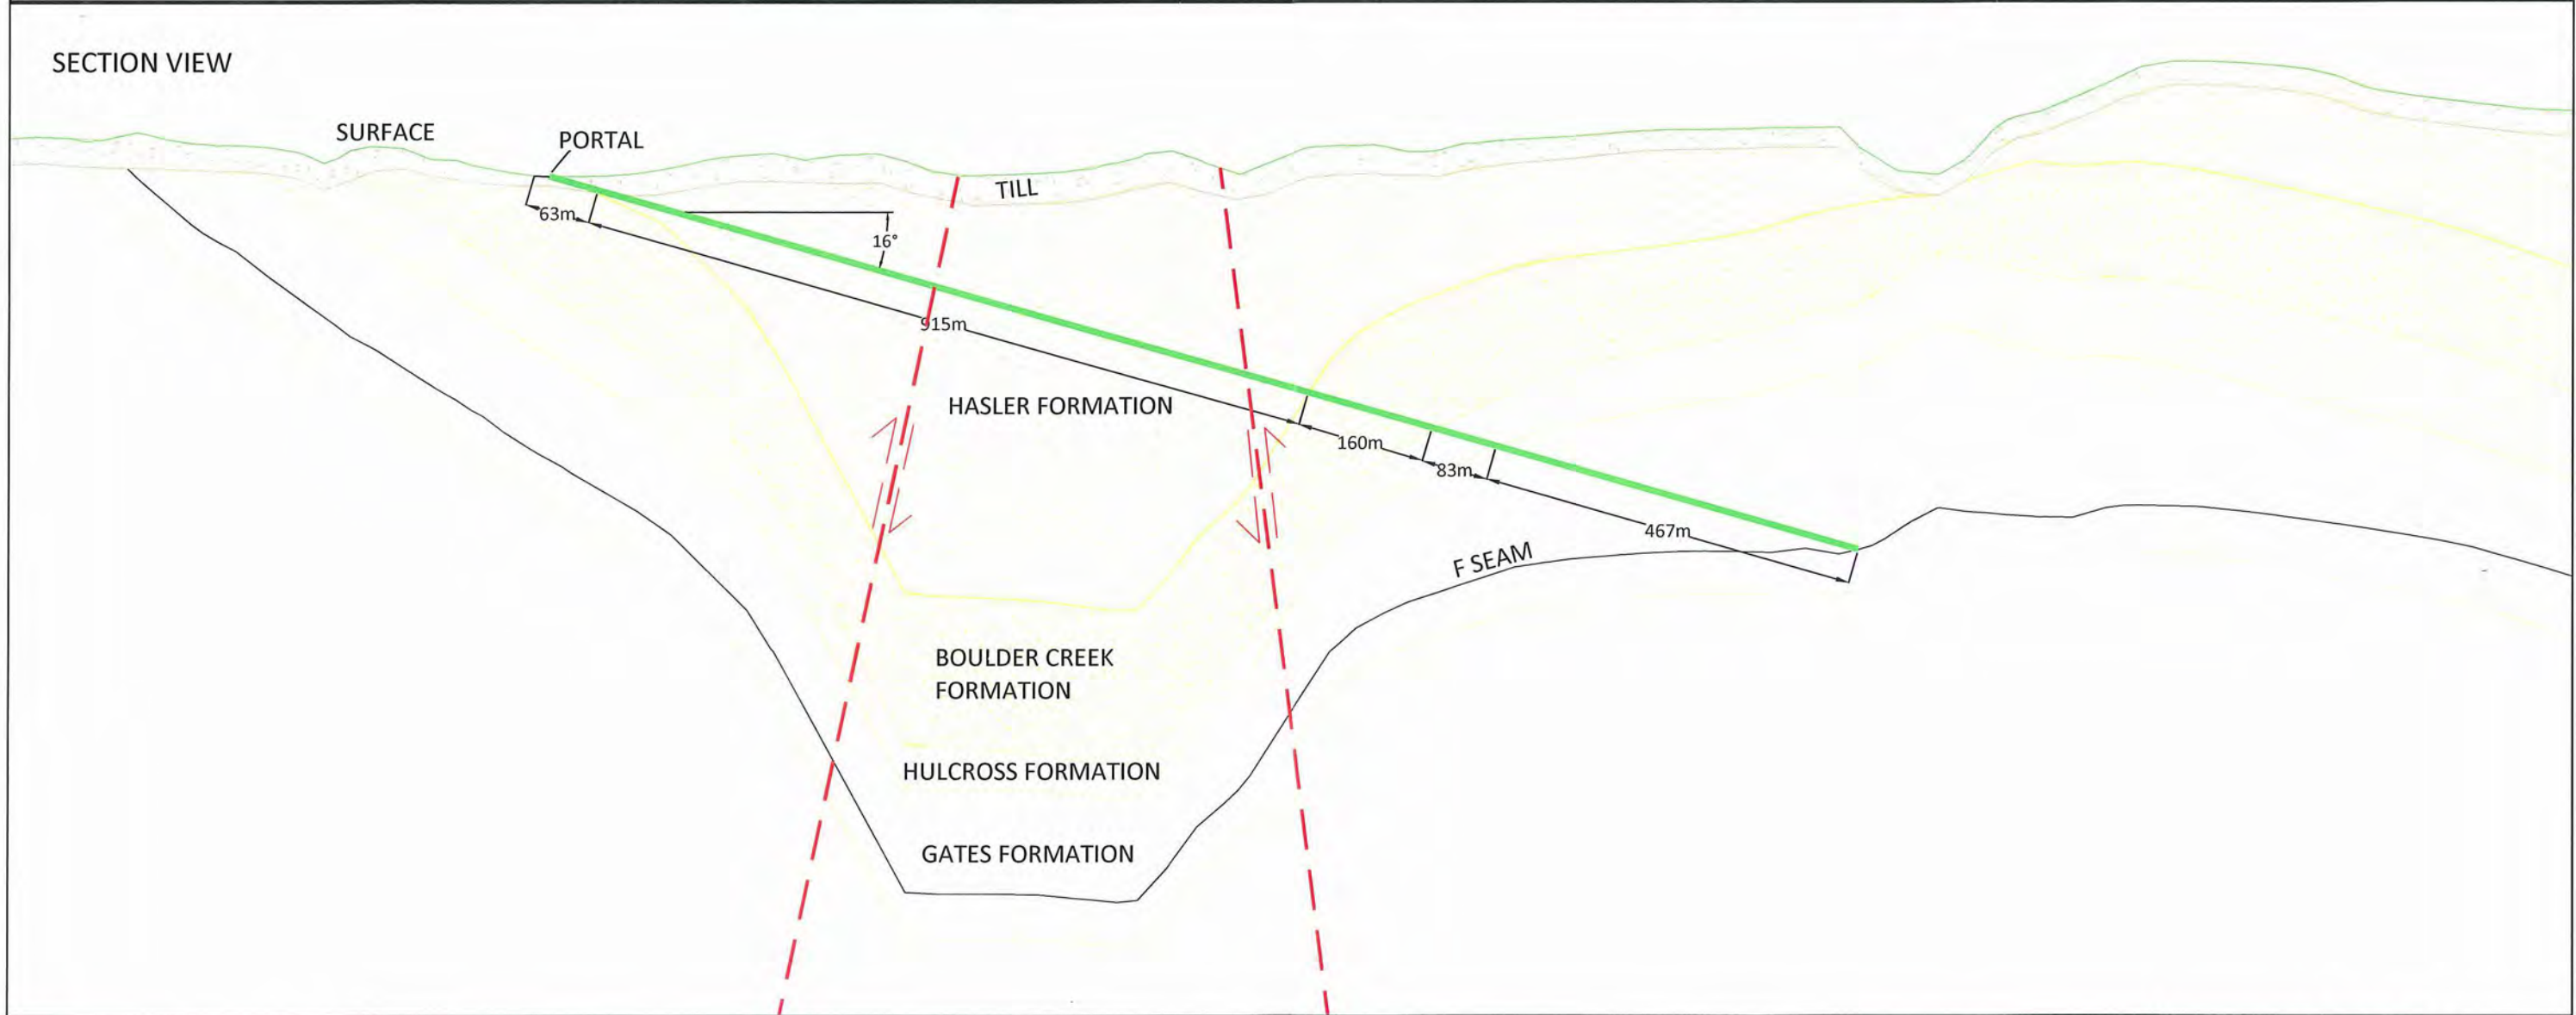 SECTION VIEW
SURFACE
PORTAL
TILL
63m
16°
915m
HASLER FORMATION
160m
83m
467m
F SEAM
BOULDER CREEK
FORMATION
HULCROSS FORMATION
GATES FORMATION